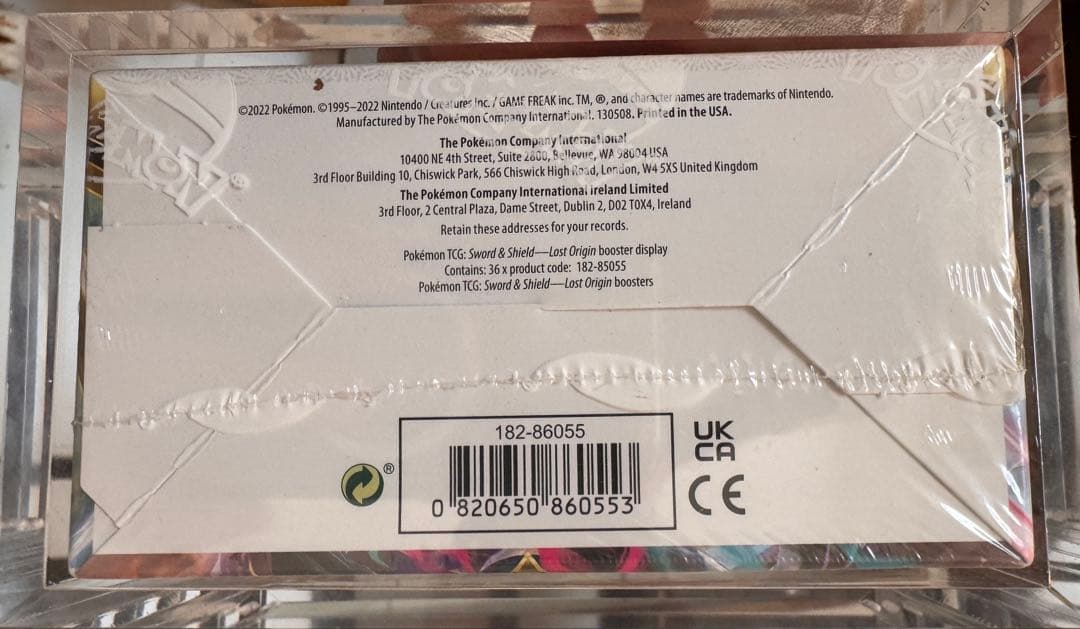 ©2022 Pokémon. ©1995–2022 Nintendo / Creatures Inc. / GAME FREAK inc. TM, ®, and character names are trademarks of Nintendo.
Manufactured by The Pokémon Company International. 130508. Printed in the USA.
The Pokémon Company International
10400 NE 4th Street, Suite 2800, Bellevue, WA 98004 USA
3rd Floor Building 10, Chiswick Park, 566 Chiswick High Road, London, W4 5XS United Kingdom
The Pokémon Company International Ireland Limited
3rd Floor, 2 Central Plaza, Dame Street, Dublin 2, D02 T0X4, Ireland
Retain these addresses for your records.
Pokémon TCG: Sword & Shield—Lost Origin booster display
Contains: 36 x product code: 182-85055
Pokémon TCG: Sword & Shield—Lost Origin boosters
182-86055
0 820650 860553
®
UK
CA
CE